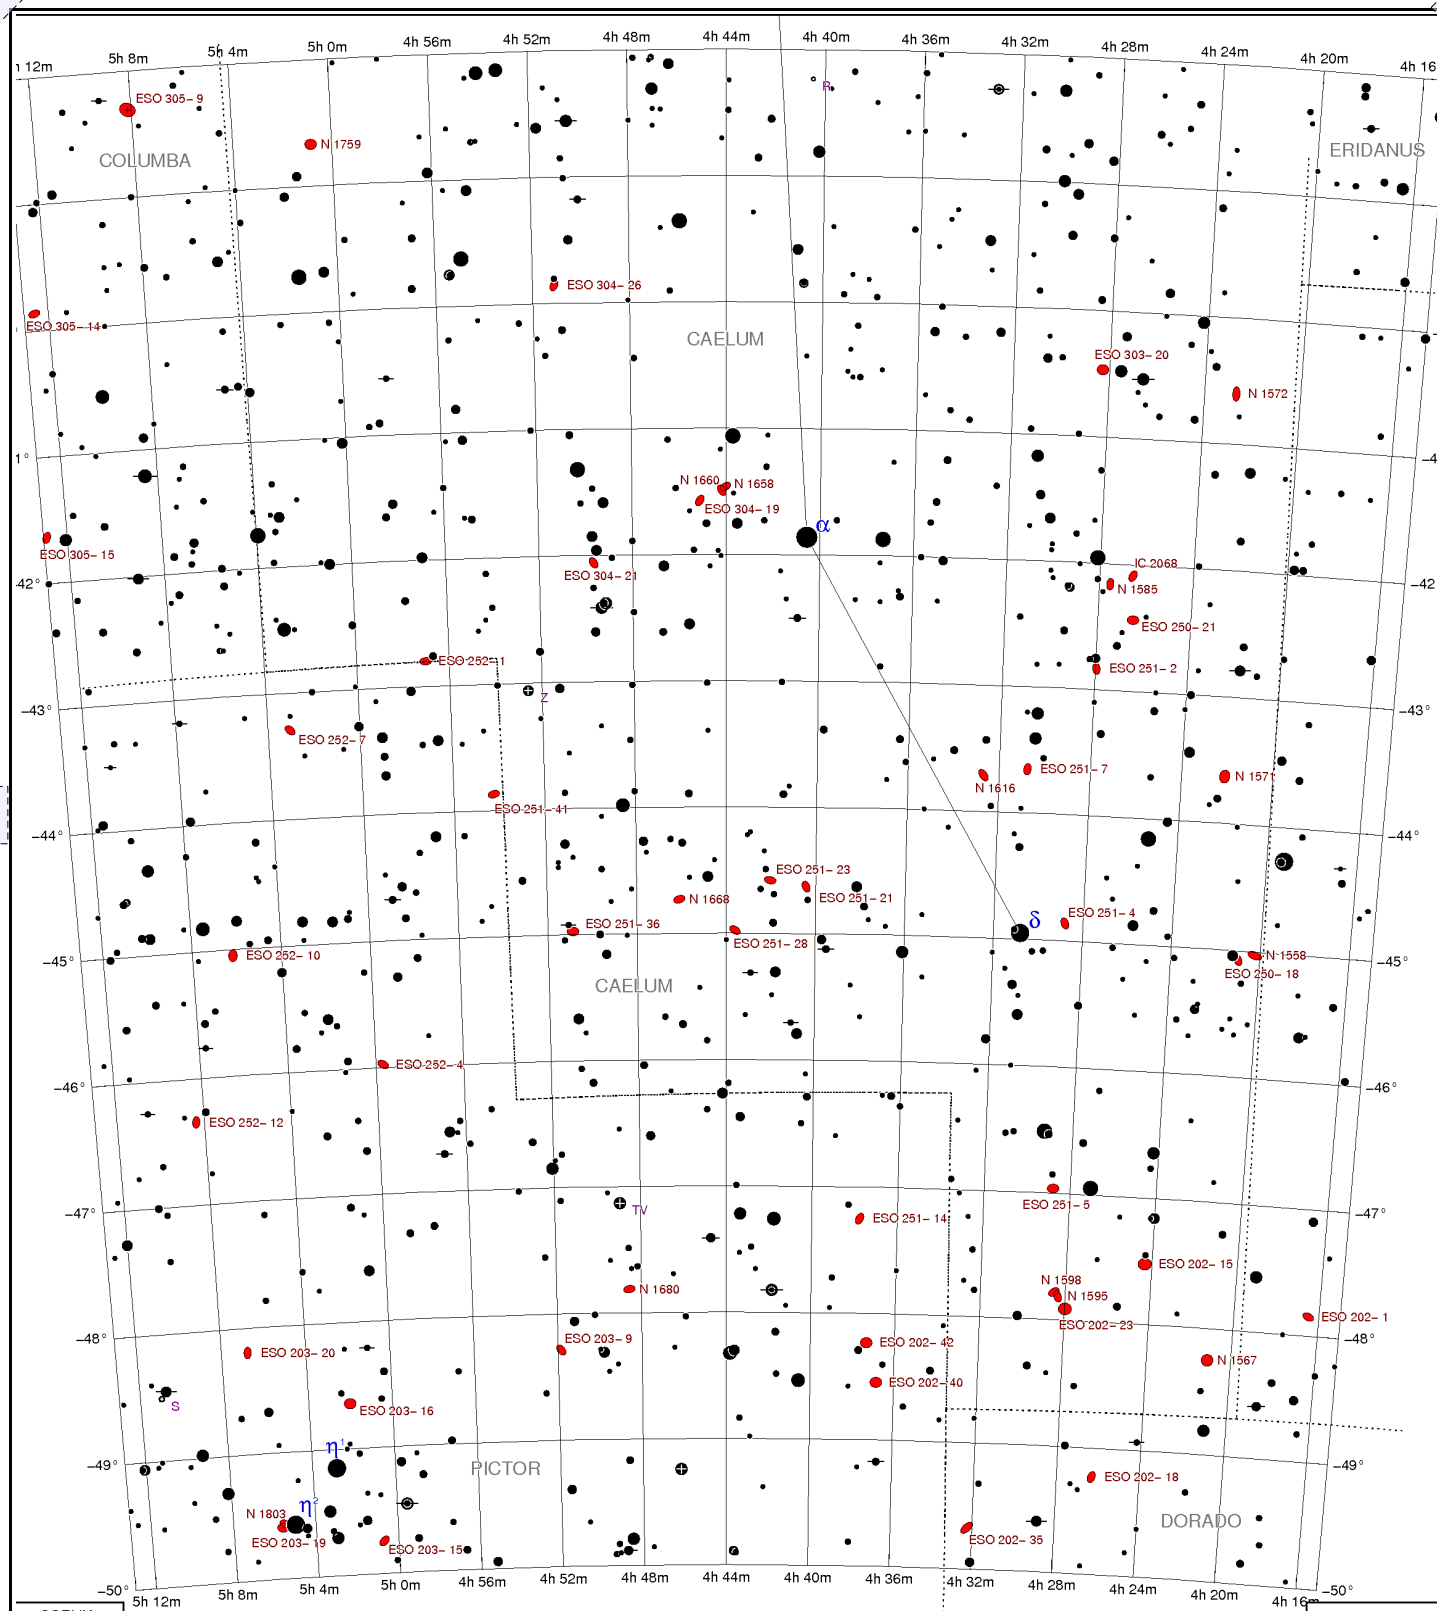 5h 12m 5h 8m 5h 4m 5h 0m 4h 56m 4h 52m 4h 48m 4h 44m 4h 40m 4h 36m 4h 32m 4h 28m 4h 24m 4h 20m 4h 16
R
ESO 305-9
N 1759
COLUMBA
ERIDANUS
ESO 304-26
ESO 305-14
CAELUM
ESO 303-20
N 1572
1° -4
N 1660 N 1658
ESO 304-19
α
ESO 305-15
ESO 304-21
IC 2068
N 1585
42° -42
ESO 250-21
ESO 252-1
ESO 251-2
Z
-43° -43°
ESO 252-7
ESO 251-7
N 1616
N 1571
ESO 251-41
-44° -44°
ESO 251-23
N 1668
ESO 251-21
ESO 251-36
ESO 251-4
δ
ESO 251-28
ESO 252-10
N 1558
-45° -45°
ESO 250-18
CAELUM
ESO 252-4
-46° -46°
ESO 252-12
ESO 251-5
-47° TV ESO 251-14 -47°
ESO 202-15
N 1598
N 1680
N 1595
ESO 202-1
ESO 202-23
-48° ESO 203-9 -48°
ESO 202-42
ESO 203-20
N 1567
ESO 202-40
S
ESO 203-16
η1
-49° PICTOR -49°
ESO 202-18
η2
N 1803
DORADO
ESO 203-19
ESO 202-35
ESO 203-15
-50° -50°
5h 12m 5h 8m 5h 4m 5h 0m 4h 56m 4h 52m 4h 48m 4h 44m 4h 40m 4h 36m 4h 32m 4h 28m 4h 24m 4h 20m 4h 16m